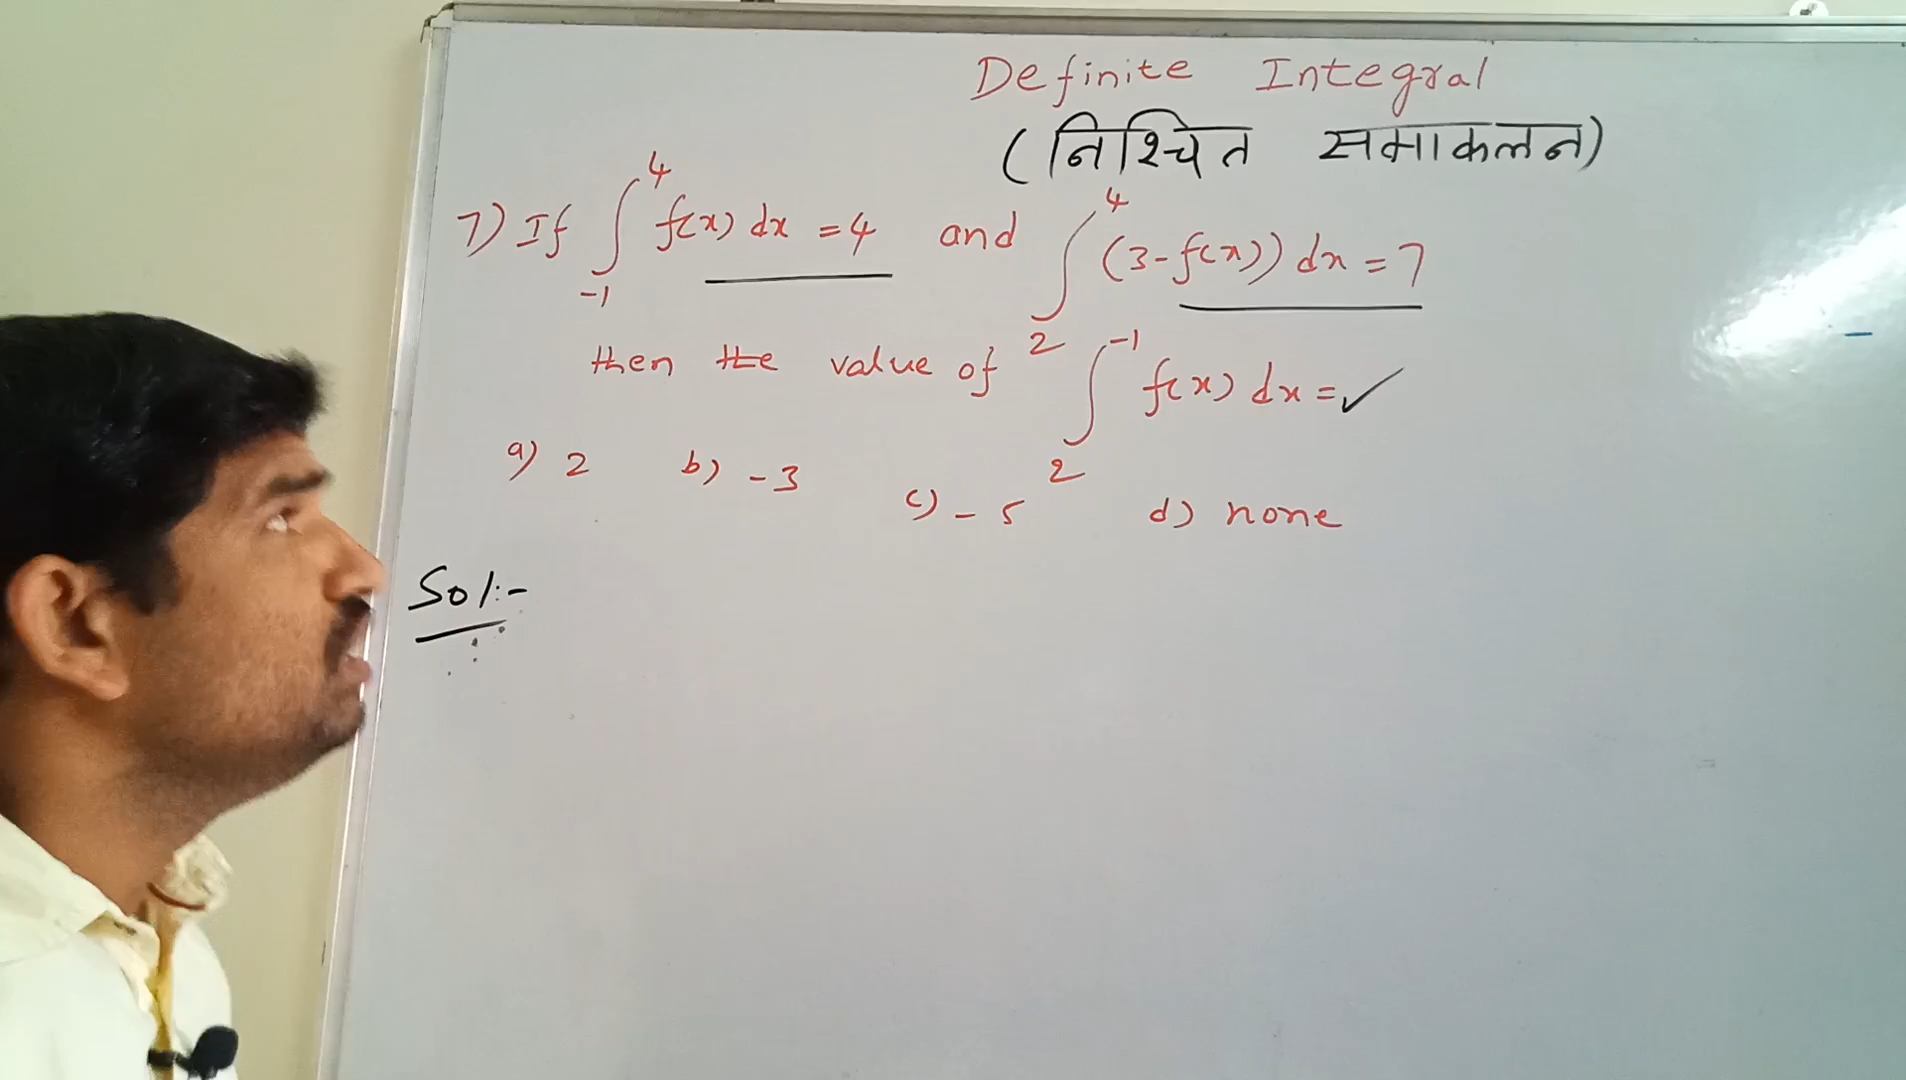 Definite Integral
(निश्चित समाकलन)
7) If ∫₋₁⁴ f(x) dx = 4 and ∫₂⁴ (3-f(x)) dx = 7
then the value of ∫₂⁻¹ f(x) dx = ✓
a) 2 b) -3 c) -5 d) none
Sol:-